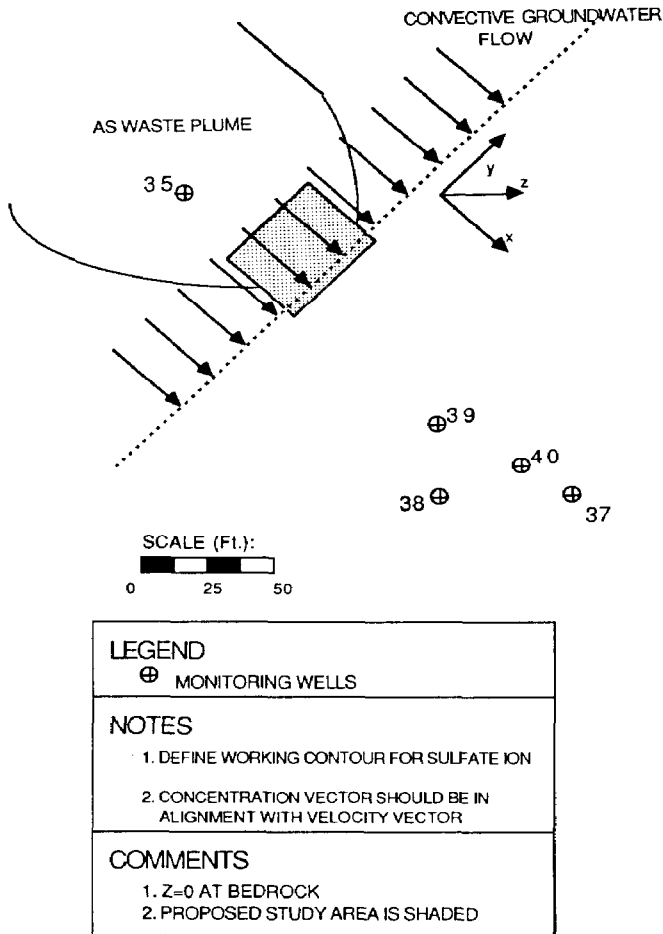 CONVECTIVE GROUNDWATER
FLOW
AS WASTE PLUME
35
y
z
x
39
40
38
37
SCALE (Ft.):
0 25 50
LEGEND
MONITORING WELLS
NOTES
1. DEFINE WORKING CONTOUR FOR SULFATE ION
2. CONCENTRATION VECTOR SHOULD BE IN
ALIGNMENT WITH VELOCITY VECTOR
COMMENTS
1. Z=0 AT BEDROCK
2. PROPOSED STUDY AREA IS SHADED